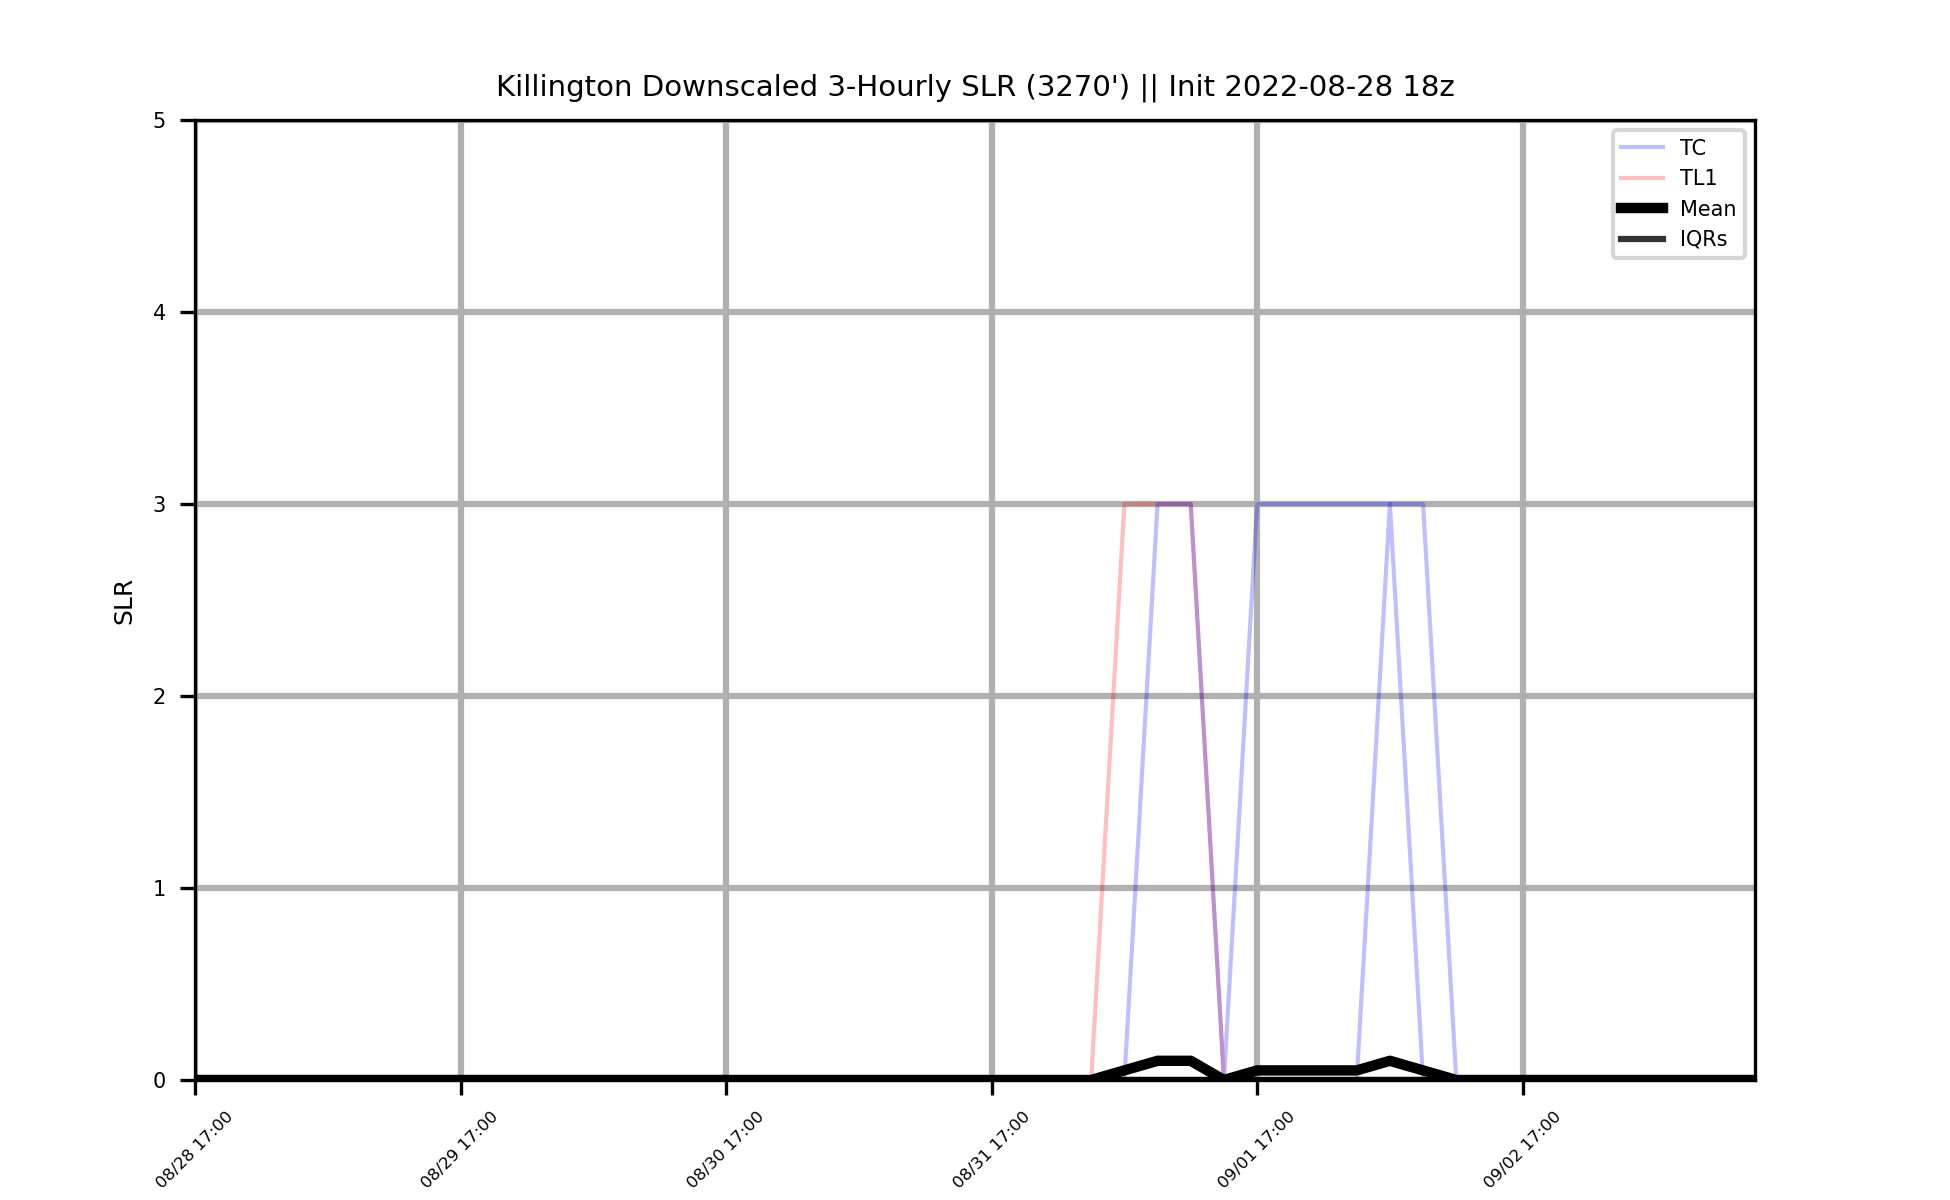 Killington Downscaled 3-Hourly SLR (3270') || Init 2022-08-28 18z
5
4
3
2
1
0
SLR
TC
TL1
Mean
IQRs
08/28 17:00
08/29 17:00
08/30 17:00
08/31 17:00
09/01 17:00
09/02 17:00